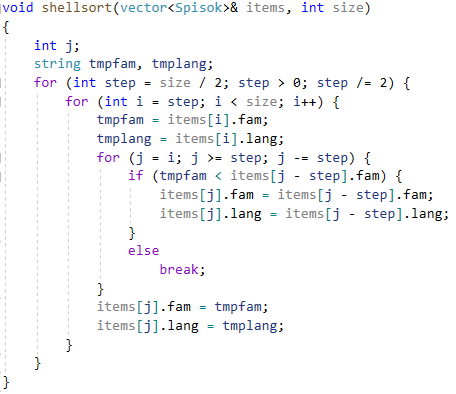 void shellsort(vector<Spisok>& items, int size)
{
    int j;
    string tmpfam, tmplang;
    for (int step = size / 2; step > 0; step /= 2) {
        for (int i = step; i < size; i++) {
            tmpfam = items[i].fam;
            tmplang = items[i].lang;
            for (j = i; j >= step; j -= step) {
                if (tmpfam < items[j - step].fam) {
                    items[j].fam = items[j - step].fam;
                    items[j].lang = items[j - step].lang;
                }
                else
                    break;
            }
            items[j].fam = tmpfam;
            items[j].lang = tmplang;
        }
    }
}